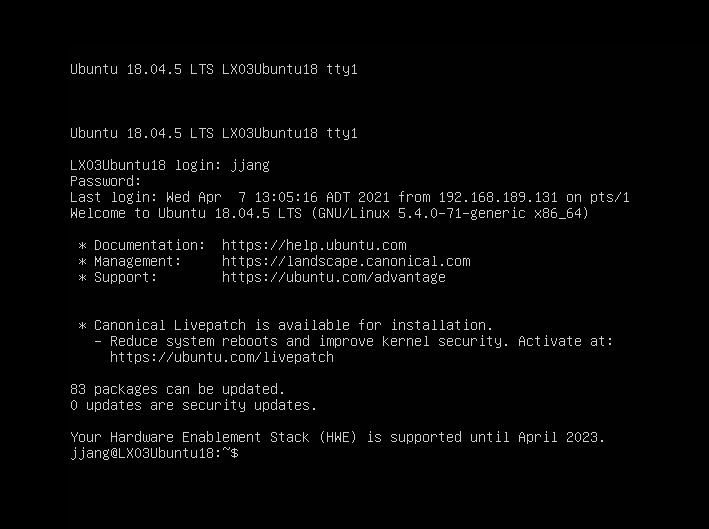 Ubuntu 18.04.5 LTS LX03Ubuntu18 tty1
Ubuntu 18.04.5 LTS LX03Ubuntu18 tty1
LX03Ubuntu18 login: jjang
Password:
Last login: Wed Apr  7 13:05:16 ADT 2021 from 192.168.189.131 on pts/1
Welcome to Ubuntu 18.04.5 LTS (GNU/Linux 5.4.0-71-generic x86_64)
 * Documentation:  https://help.ubuntu.com
 * Management:     https://landscape.canonical.com
 * Support:        https://ubuntu.com/advantage
 * Canonical Livepatch is available for installation.
   - Reduce system reboots and improve kernel security. Activate at:
     https://ubuntu.com/livepatch
83 packages can be updated.
0 updates are security updates.
Your Hardware Enablement Stack (HWE) is supported until April 2023.
jjang@LX03Ubuntu18:~$